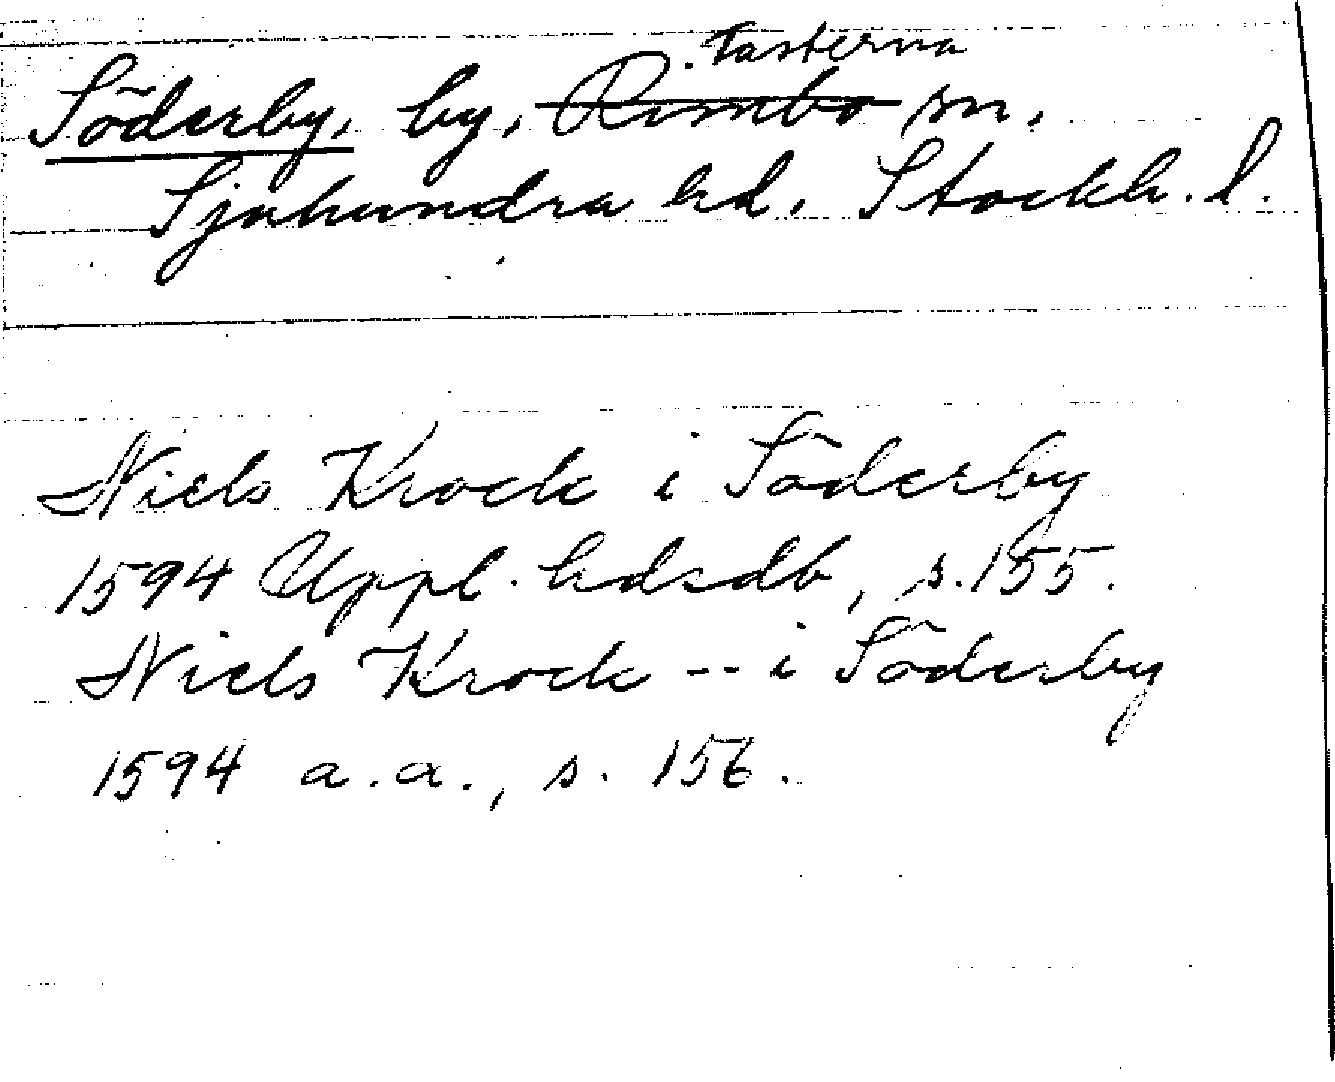 Söderby, by, Rimbo sn.
Fasterna
Sjuhundra hd. Stockh. l.
Niels Krock i Söderby
1594 Uppl. hdsdb, s. 155.
Niels Krock -- i Söderby
1594 a.a., s. 156.